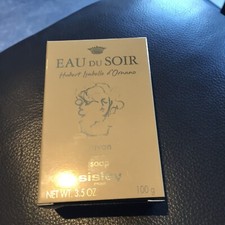 EAU DU SOIR
Hubert Isabelle d'Ornano
soap
sisley
NET WT. 3.5 OZ 100 g